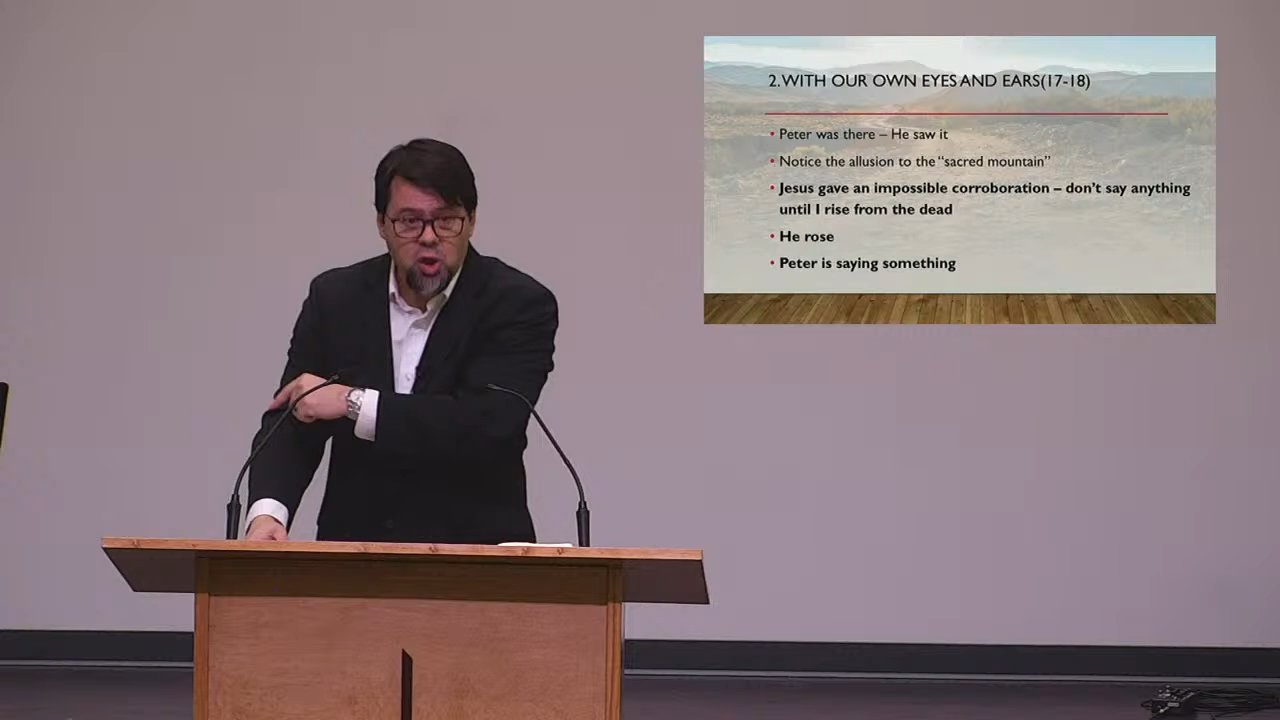 2. WITH OUR OWN EYES AND EARS(17-18)
• Peter was there – He saw it
• Notice the allusion to the “sacred mountain”
• Jesus gave an impossible corroboration – don’t say anything
until I rise from the dead
• He rose
• Peter is saying something